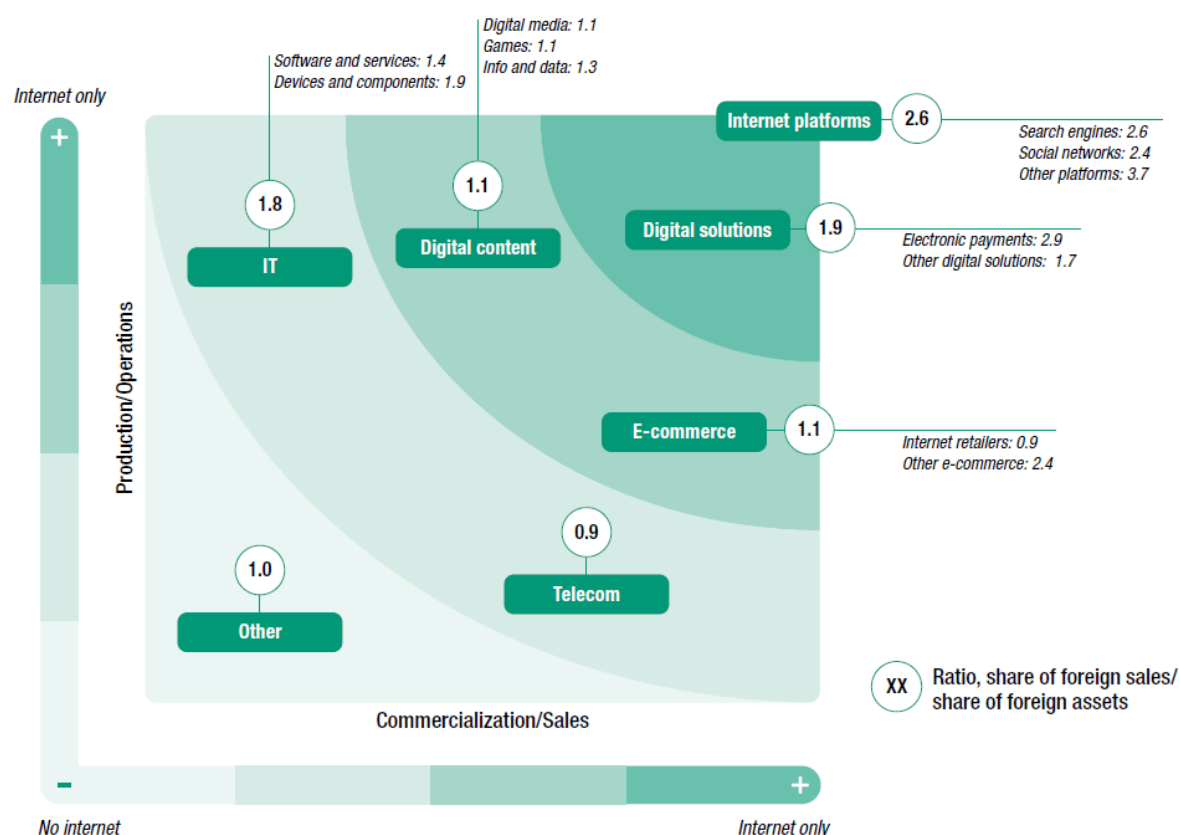 Digital media: 1.1
Games: 1.1
Info and data: 1.3
Software and services: 1.4
Devices and components: 1.9
Internet only
+
Internet platforms
2.6
Search engines: 2.6
Social networks: 2.4
Other platforms: 3.7
1.8
IT
1.1
Digital content
Digital solutions
1.9
Electronic payments: 2.9
Other digital solutions: 1.7
Production/Operations
E-commerce
1.1
Internet retailers: 0.9
Other e-commerce: 2.4
0.9
Telecom
1.0
Other
XX
Ratio, share of foreign sales/
share of foreign assets
Commercialization/Sales
-
+
No internet
Internet only